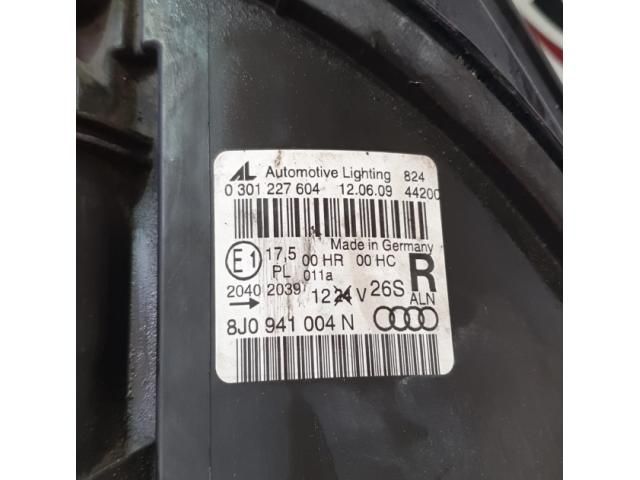 AL Automotive Lighting 824
0 301 227 604 12.06.09 44200
Made in Germany
E1 17,5 00 HR 00 HC R
PL 011a
2040 2039 12 24 V 26S ALN
8J0 941 004 N